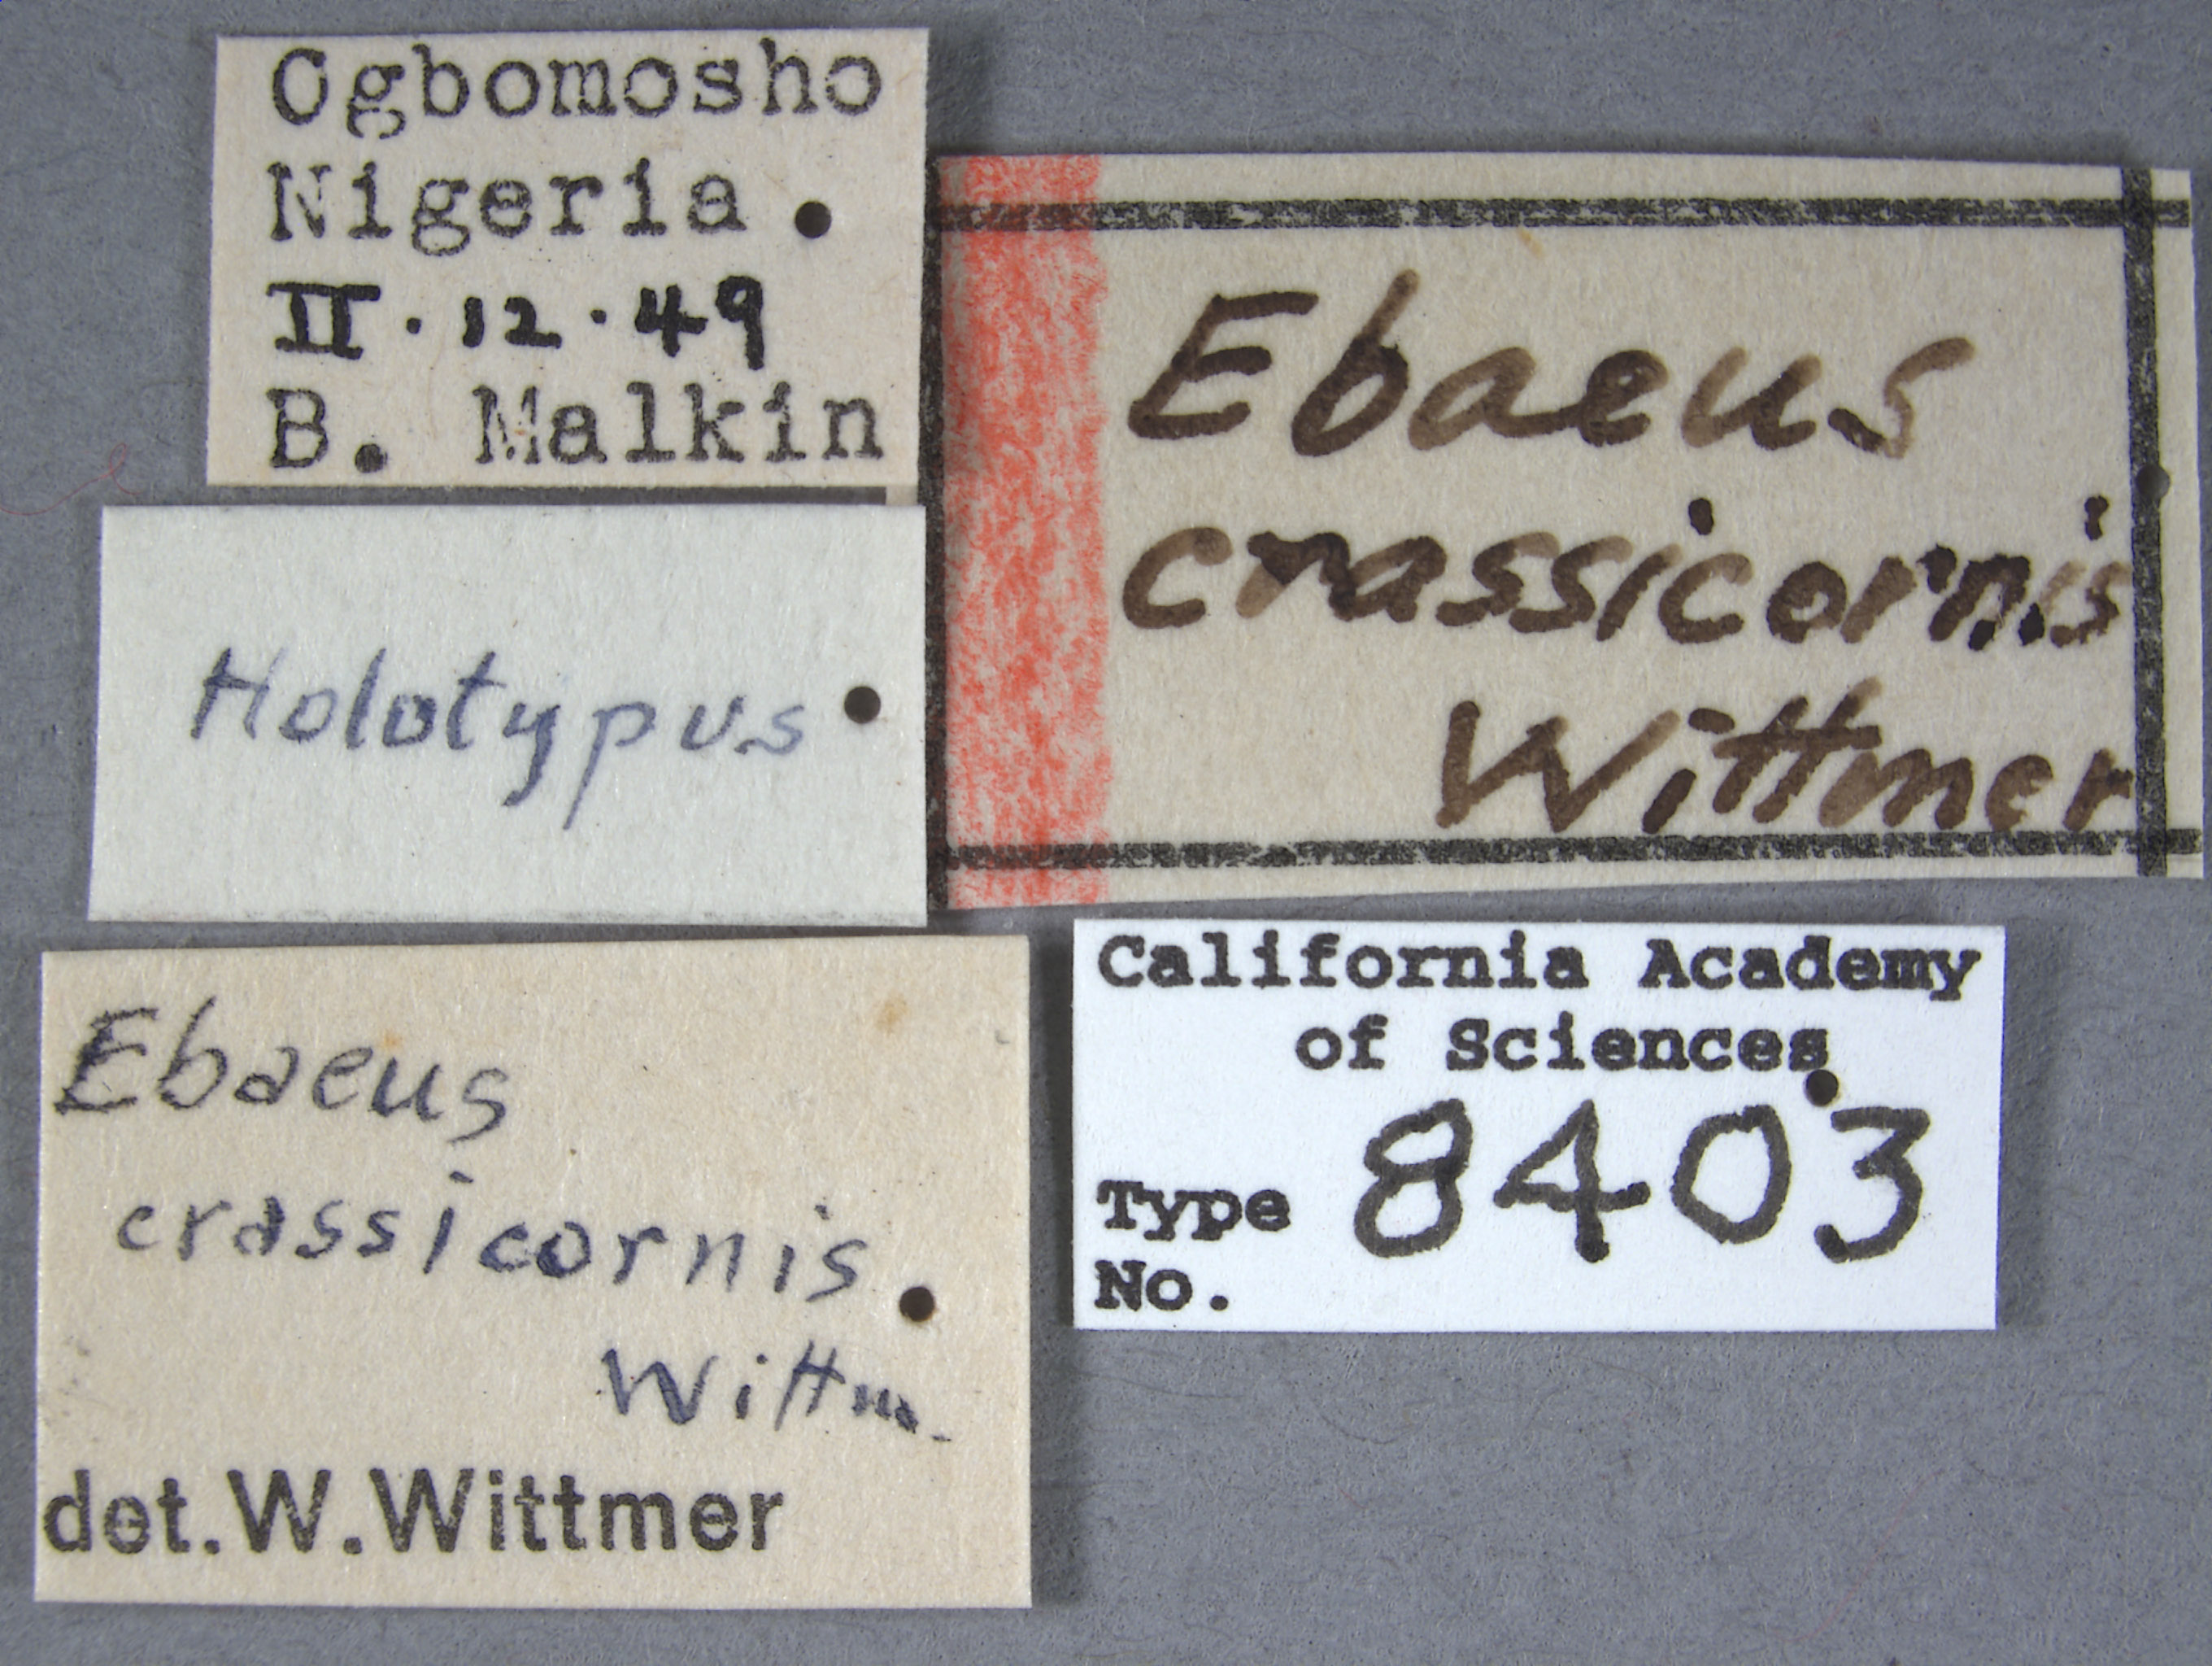 Ogbomosho
Nigeria
II·12·49
B. Malkin
Holotypus
Ebaeus
crassicornis
Wittm.
det.W.Wittmer
Ebaeus
crassicornis
Wittmer
California Academy
of Sciences
Type 8403
No.